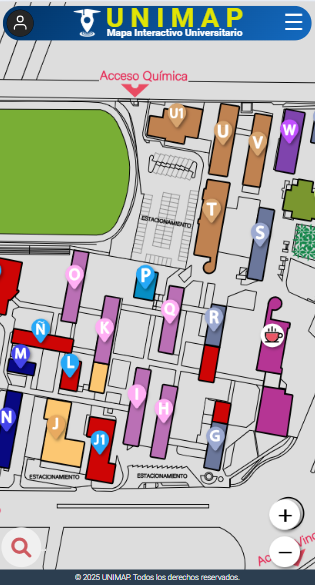 UNIMAP
Mapa Interactivo Universitario
Acceso Química
U1
U
V
W
T
S
ESTACIONAMIENTO
O
P
Q
R
K
Ñ
M
L
I
H
N
J
J1
G
ESTACIONAMIENTO
ESTACIONAMIENTO
+
−
© 2025 UNIMAP. Todos los derechos reservados.